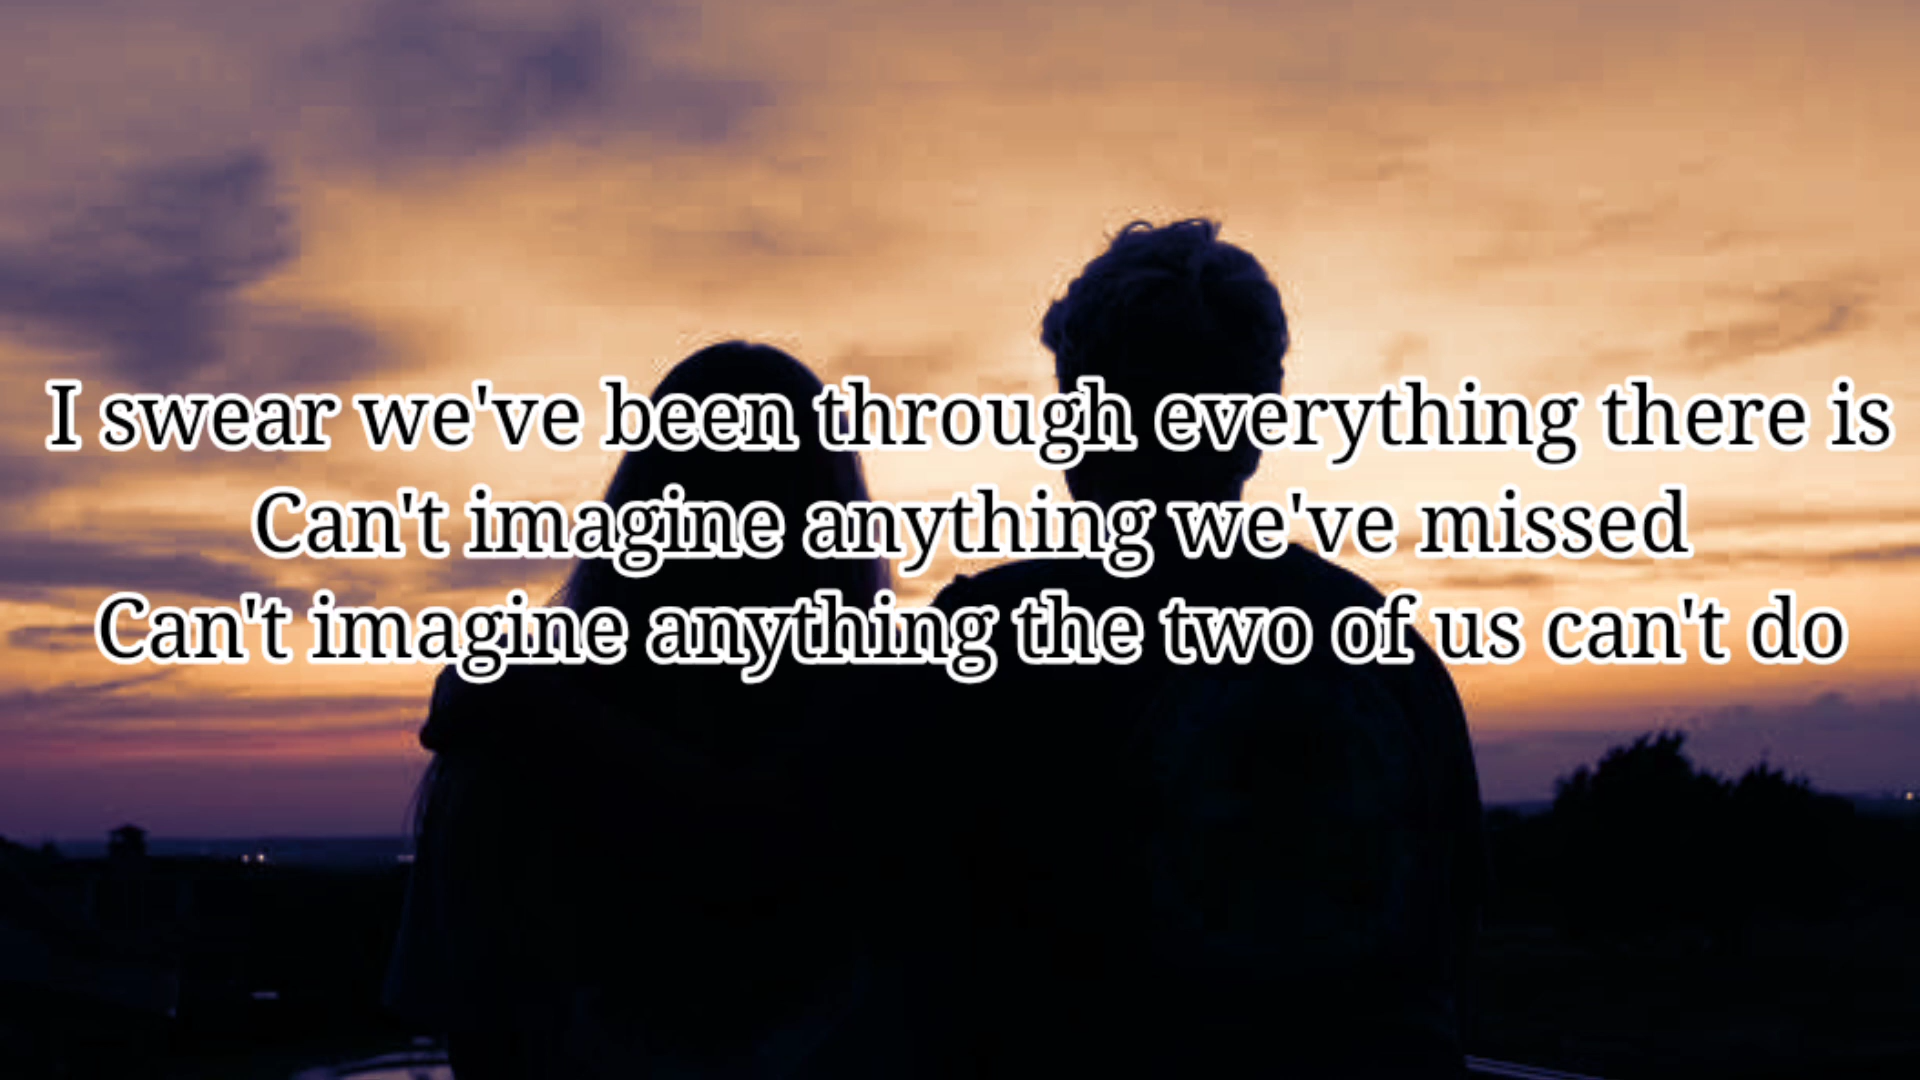 I swear we've been through everything there is
Can't imagine anything we've missed
Can't imagine anything the two of us can't do